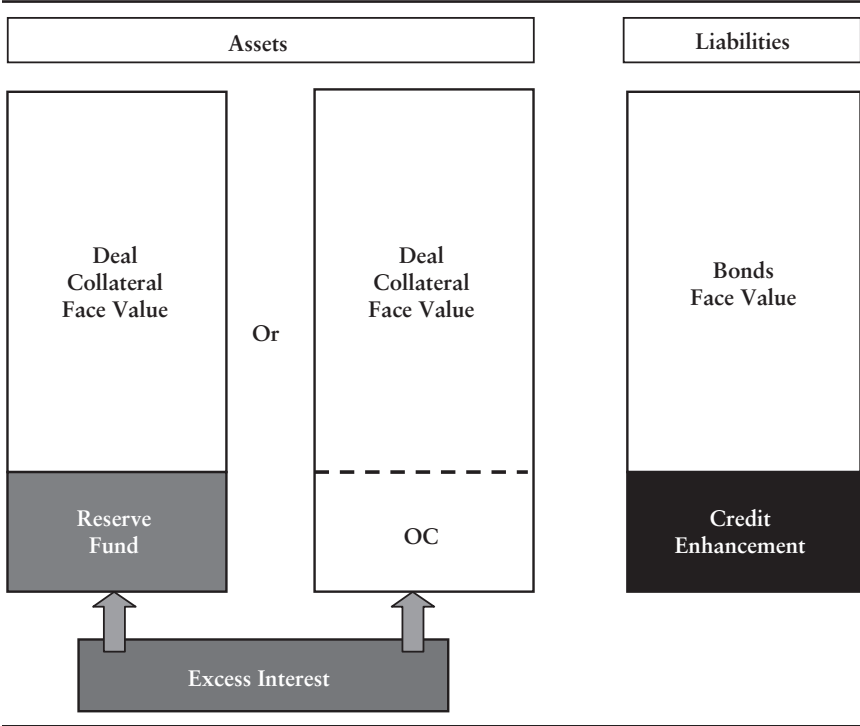 Assets
Liabilities
Deal
Collateral
Face Value
Or
Deal
Collateral
Face Value
Bonds
Face Value
Reserve
Fund
OC
Credit
Enhancement
Excess Interest